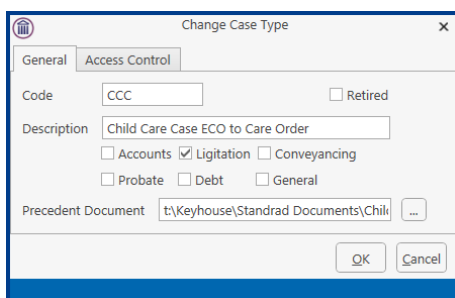 Change Case Type
General Access Control
Code CCC Retired
Description Child Care Case ECO to Care Order
Accounts Ligitation Conveyancing
Probate Debt General
Precedent Document t:\Keyhouse\Standrad Documents\Chil ...
OK Cancel